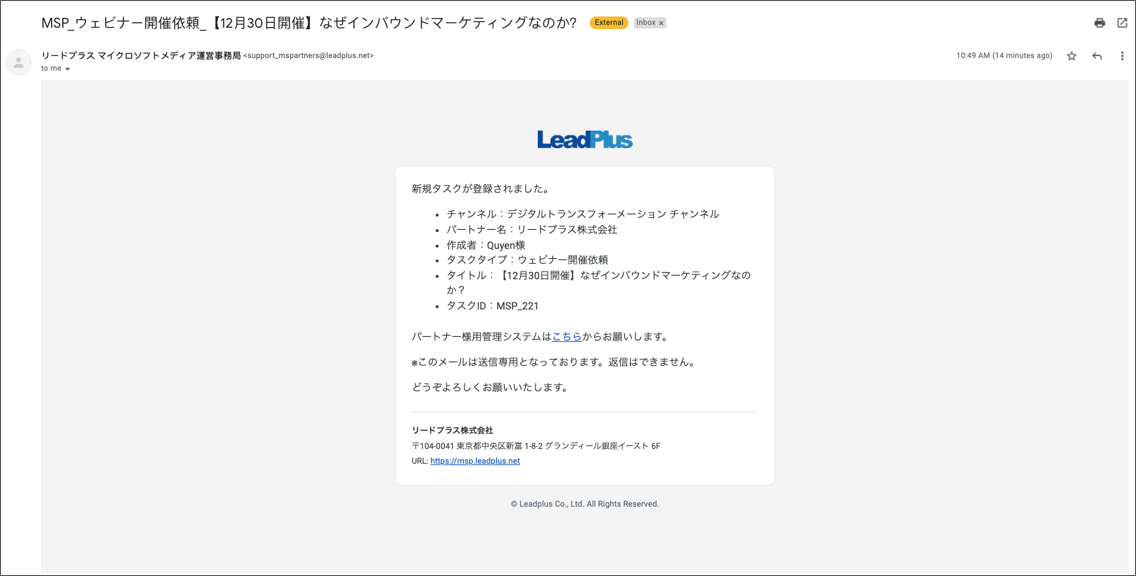 MSP_ウェビナー開催依頼_【12月30日開催】なぜインバウンドマーケティングなのか?
External
Inbox x
リードプラス マイクロソフトメディア運営事務局 <support_mspartners@leadplus.net>
10:49 AM (14 minutes ago)
to me
LeadPlus
新規タスクが登録されました。
• チャンネル：デジタルトランスフォーメーション チャンネル
• パートナー名：リードプラス株式会社
• 作成者：Quyen様
• タスクタイプ：ウェビナー開催依頼
• タイトル：【12月30日開催】なぜインバウンドマーケティングなの
か？
• タスクID：MSP_221
パートナー様用管理システムはこちらからお願いします。
※このメールは送信専用となっております。返信はできません。
どうぞよろしくお願いいたします。
リードプラス株式会社
〒104-0041 東京都中央区新富 1-8-2 グランディール銀座イースト 6F
URL: https://msp.leadplus.net
© Leadplus Co., Ltd. All Rights Reserved.